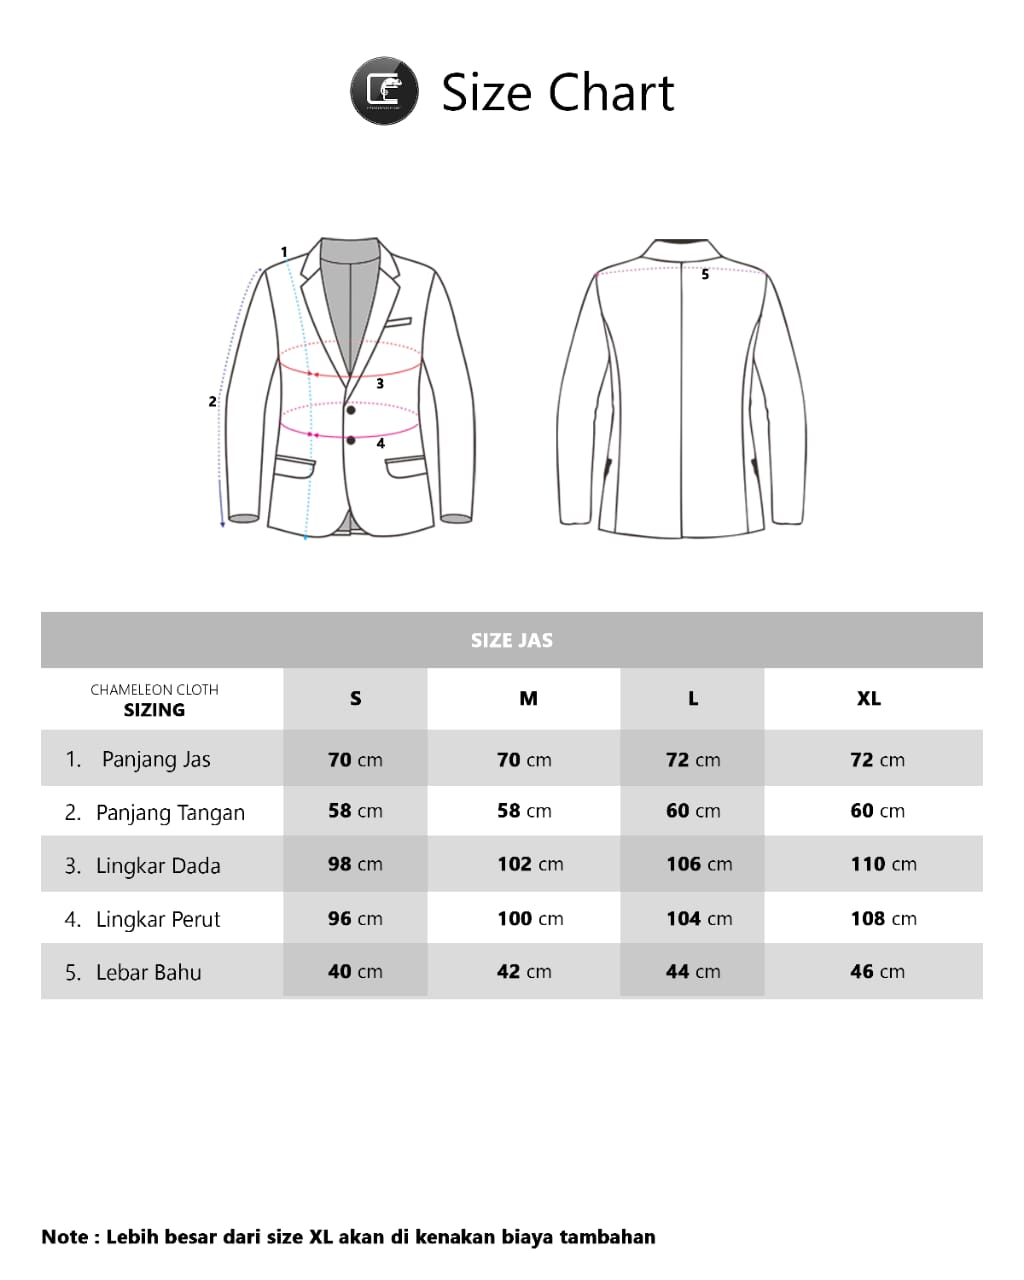 Size Chart
1
2
3
4
5
SIZE JAS
CHAMELEON CLOTH
SIZING
S M L XL
1. Panjang Jas 70 cm 70 cm 72 cm 72 cm
2. Panjang Tangan 58 cm 58 cm 60 cm 60 cm
3. Lingkar Dada 98 cm 102 cm 106 cm 110 cm
4. Lingkar Perut 96 cm 100 cm 104 cm 108 cm
5. Lebar Bahu 40 cm 42 cm 44 cm 46 cm
Note : Lebih besar dari size XL akan di kenakan biaya tambahan